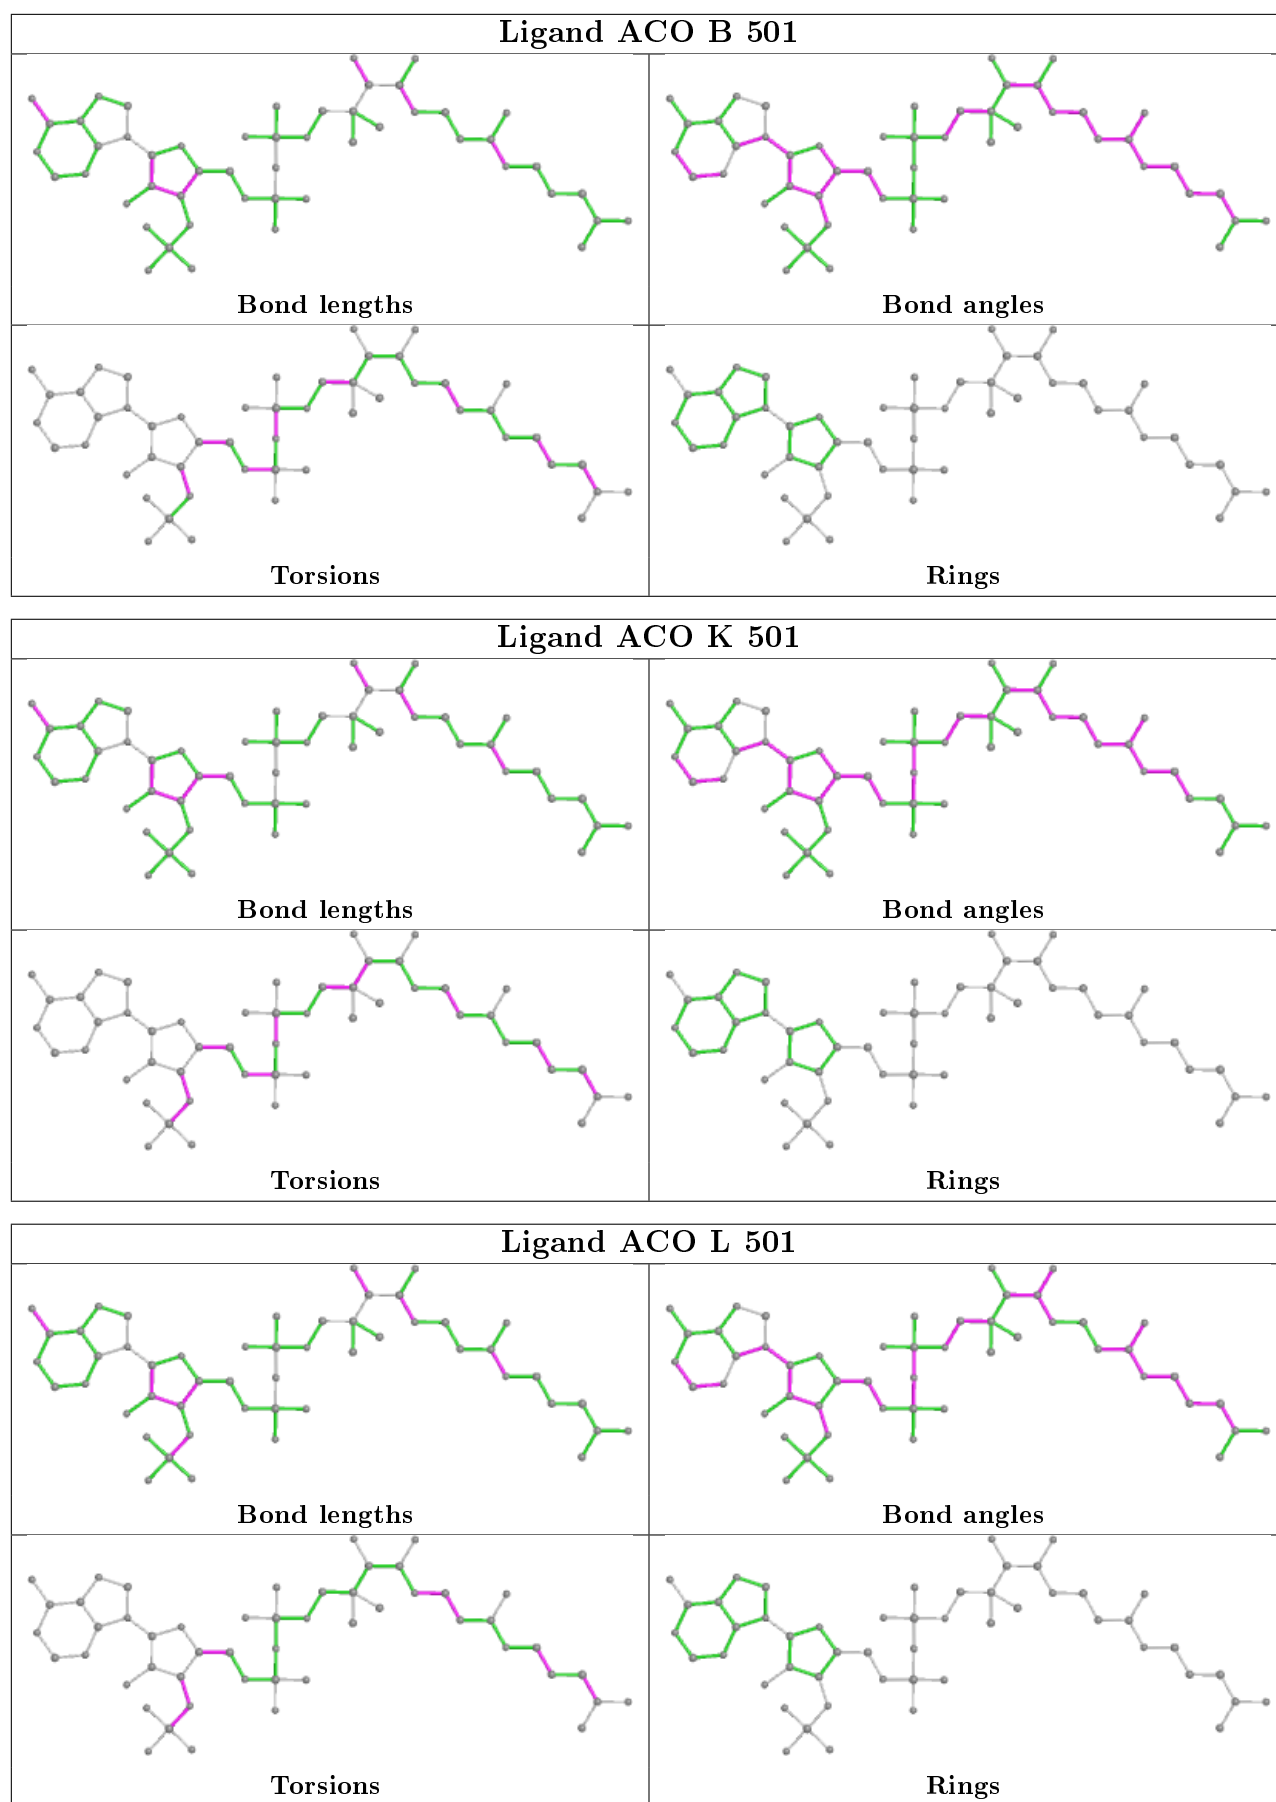 Ligand ACO B 501
Bond lengths
Bond angles
Torsions
Rings
Ligand ACO K 501
Bond lengths
Bond angles
Torsions
Rings
Ligand ACO L 501
Bond lengths
Bond angles
Torsions
Rings